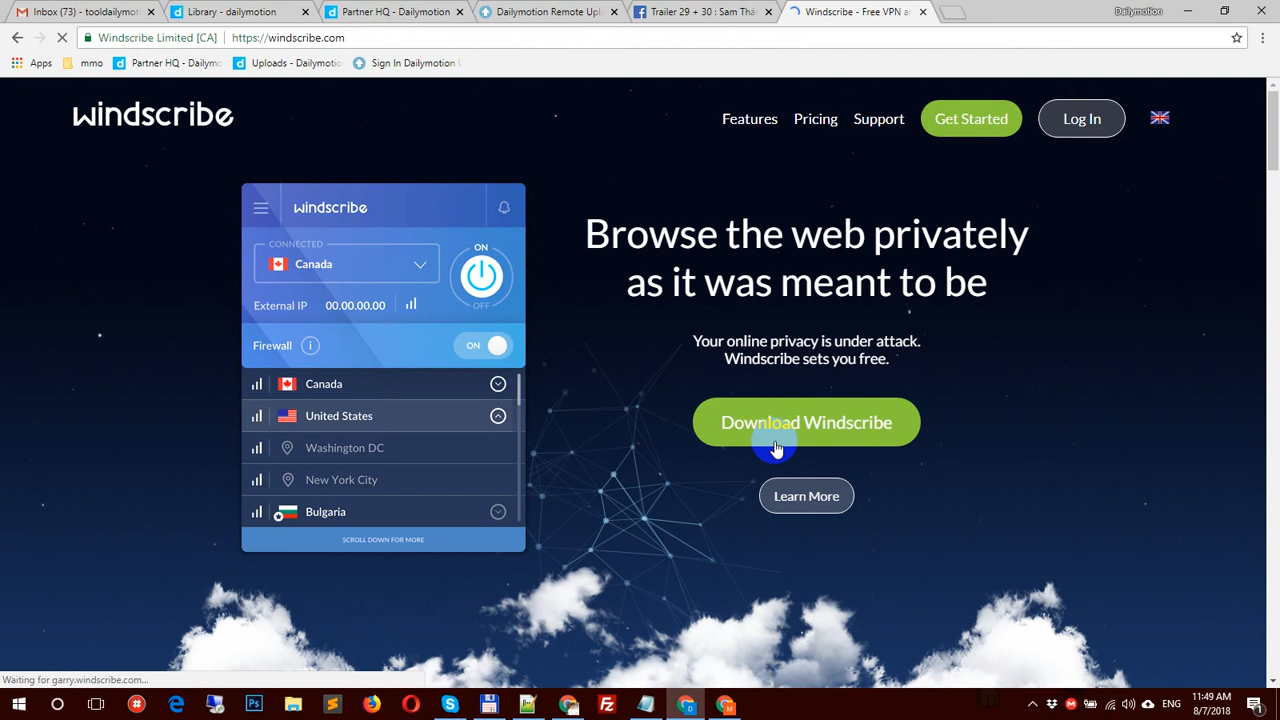 Inbox (73) - tooldailymot
Library - dailymotion
Partner HQ - Dailymotion
Dailymotion Remote Uplo
Trailer 29 + 30 : Sam Tha
Windscribe - Free VPN an
Dailymotion
Windscribe Limited [CA]
https://windscribe.com
Apps
mmo
Partner HQ - Dailymo
Uploads - Dailymotio
Sign In Dailymotion U
windscribe
Features
Pricing
Support
Get Started
Log In
windscribe
CONNECTED
Canada
ON
OFF
External IP 00.00.00.00
Firewall
ON
Canada
United States
Washington DC
New York City
Bulgaria
SCROLL DOWN FOR MORE
Browse the web privately
as it was meant to be
Your online privacy is under attack.
Windscribe sets you free.
Download Windscribe
Learn More
Waiting for garry.windscribe.com...
ENG
11:49 AM
8/7/2018